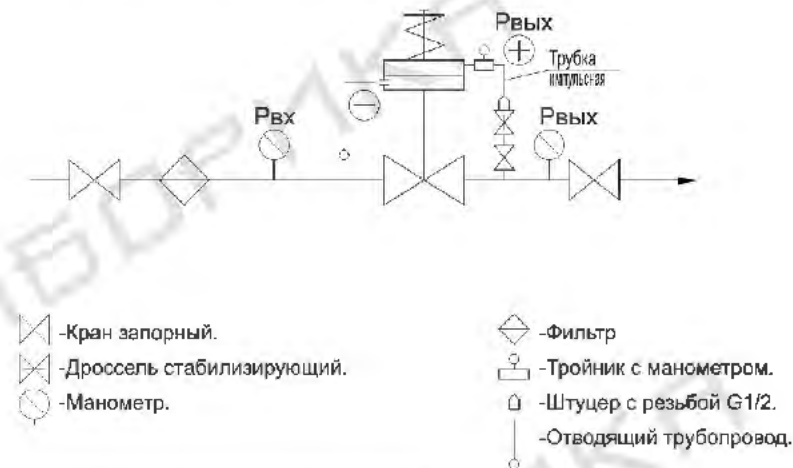 Рвых
Трубка
импульсная
Рвх
Рвых
-Кран запорный.
-Дроссель стабилизирующий.
-Манометр.
-Фильтр
-Тройник с манометром.
-Штуцер с резьбой G1/2.
-Отводящий трубопровод.